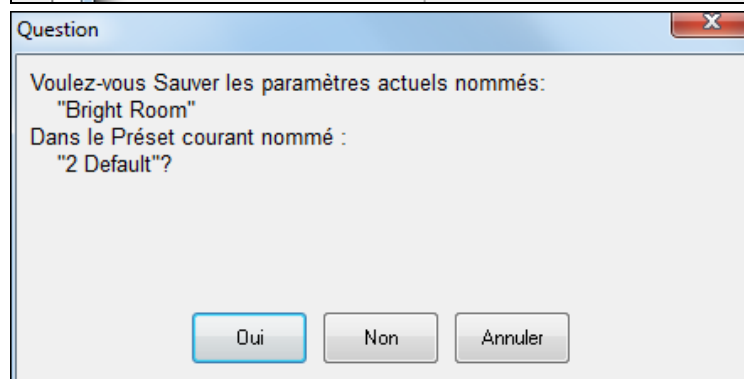 Question
Voulez-vous Sauver les paramètres actuels nommés:
"Bright Room"
Dans le Préset courant nommé :
"2 Default"?
Oui Non Annuler